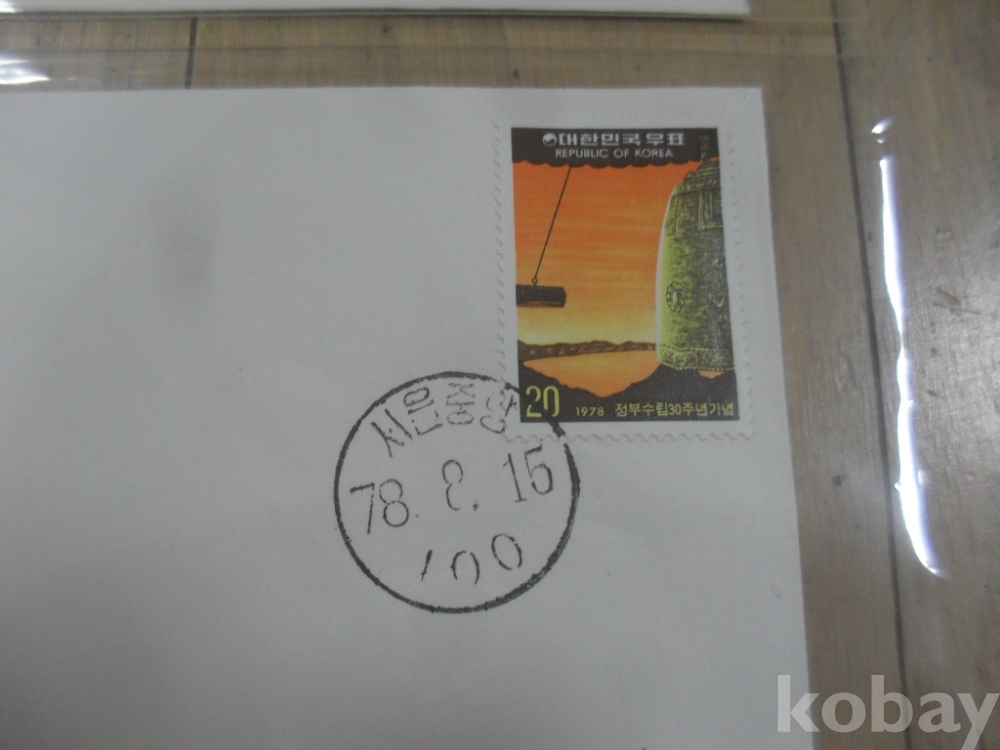 대한민국우표
REPUBLIC OF KOREA
20 1978 정부수립30주년기념
서울중앙
78. 8. 15
100
kobay